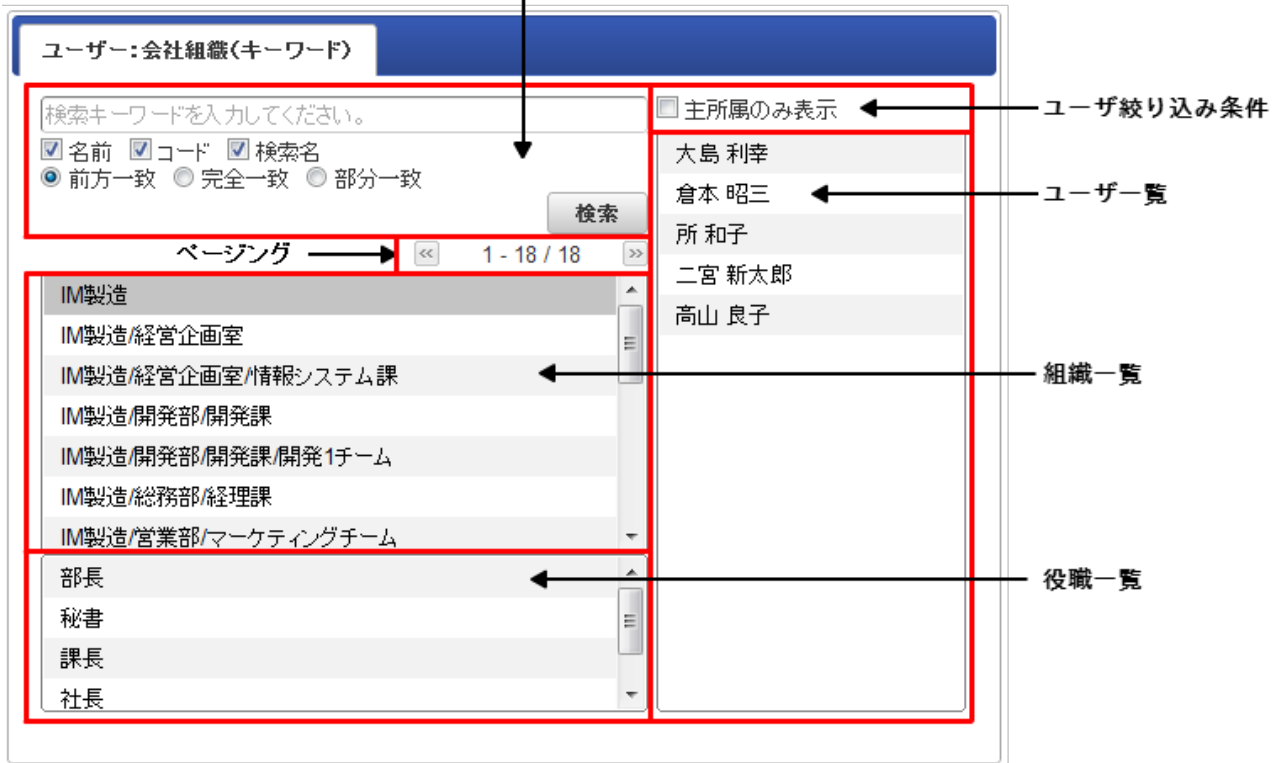 ユーザー:会社組織(キーワード)
検索キーワードを入力してください。
名前 コード 検索名
前方一致 完全一致 部分一致
検索
ページング
1 - 18 / 18
IM製造
IM製造/経営企画室
IM製造/経営企画室/情報システム課
IM製造/開発部/開発課
IM製造/開発部/開発課/開発1チーム
IM製造/総務部/経理課
IM製造/営業部/マーケティングチーム
部長
秘書
課長
社長
主所属のみ表示
大島 利幸
倉本 昭三
所 和子
二宮 新太郎
高山 良子
ユーザ絞り込み条件
ユーザ一覧
組織一覧
役職一覧